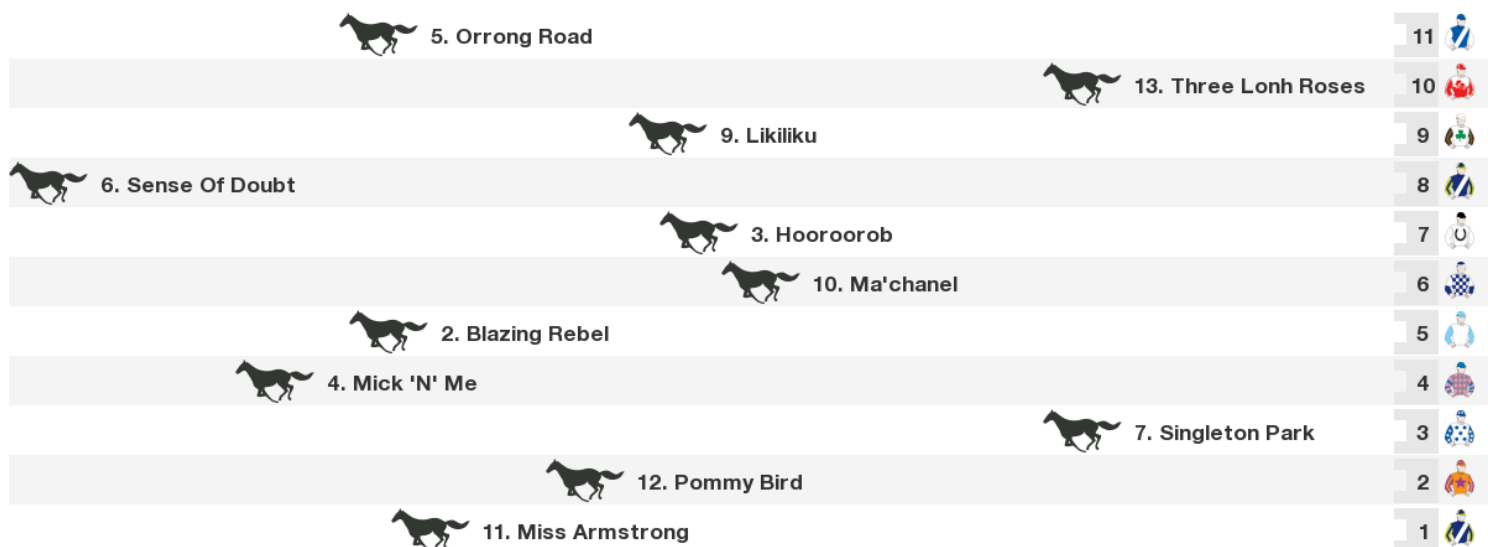 5. Orrong Road 11
13. Three Lonh Roses 10
9. Likiliku 9
6. Sense Of Doubt 8
3. Hooroorob 7
10. Ma'chanel 6
2. Blazing Rebel 5
4. Mick 'N' Me 4
7. Singleton Park 3
12. Pommy Bird 2
11. Miss Armstrong 1